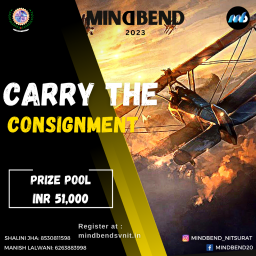 MINDBEND
2023
CARRY THE
CONSIGNMENT
PRIZE POOL
INR 51,000
Register at :
mindbendsvnit.in
SHALINI JHA: 8530811598
MANISH LALWANI: 6263883998
MINDBEND_NITSURAT
MINDBEND20